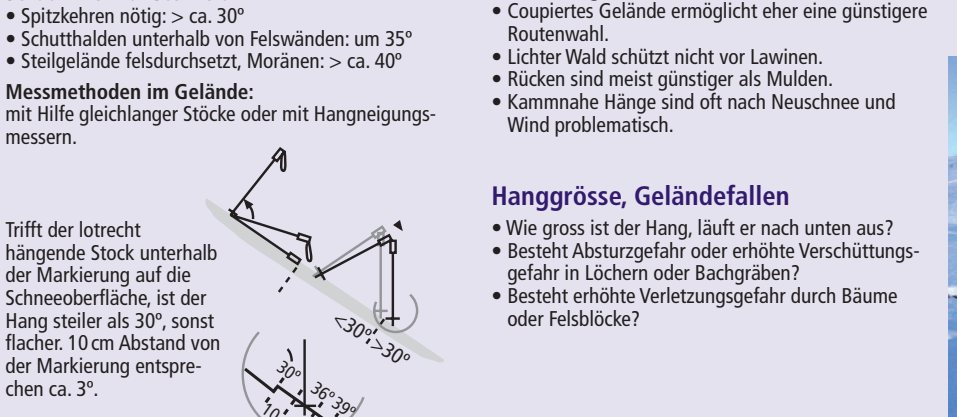 • Spitzkehren nötig: > ca. 30º
• Schutthalden unterhalb von Felswänden: um 35º
• Steilgelände felsdurchsetzt, Moränen: > ca. 40º
Messmethoden im Gelände:
mit Hilfe gleichlanger Stöcke oder mit Hangneigungs-
messern.
Trifft der lotrecht
hängende Stock unterhalb
der Markierung auf die
Schneeoberfläche, ist der
Hang steiler als 30º, sonst
flacher. 10 cm Abstand von
der Markierung entspre-
chen ca. 3º.
<30º
>30º
30º
36º
39º
10
• Coupiertes Gelände ermöglicht eher eine günstigere
Routenwahl.
• Lichter Wald schützt nicht vor Lawinen.
• Rücken sind meist günstiger als Mulden.
• Kammnahe Hänge sind oft nach Neuschnee und
Wind problematisch.
Hanggrösse, Geländefallen
• Wie gross ist der Hang, läuft er nach unten aus?
• Besteht Absturzgefahr oder erhöhte Verschüttungs-
gefahr in Löchern oder Bachgräben?
• Besteht erhöhte Verletzungsgefahr durch Bäume
oder Felsblöcke?